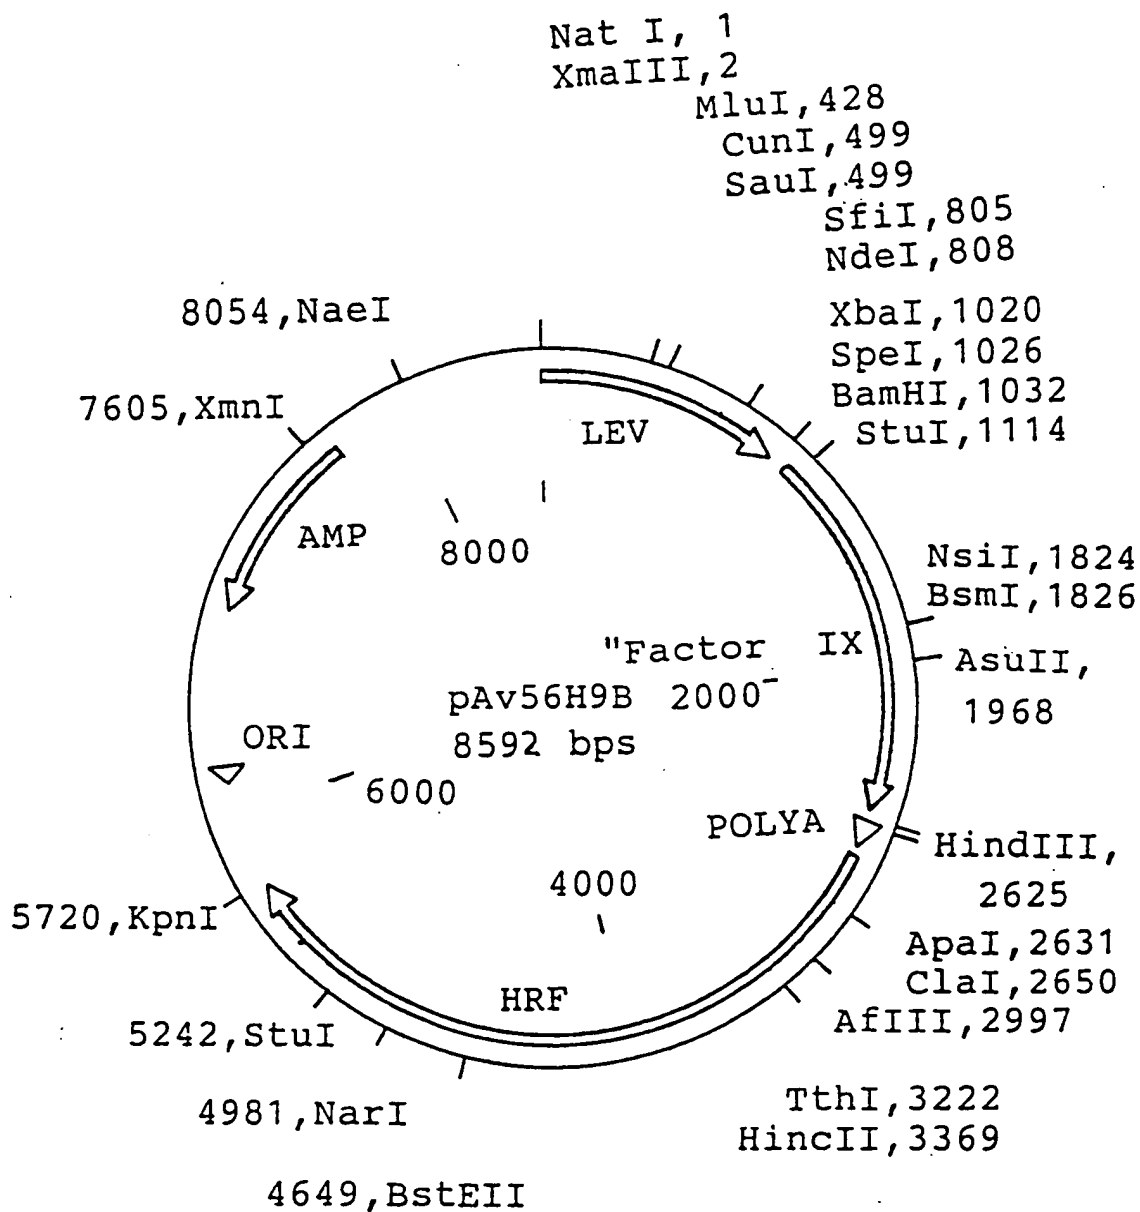 Nat I, 1
XmaIII,2
MluI,428
CunI,499
SauI,499
SfiI,805
NdeI,808
8054,NaeI
XbaI,1020
SpeI,1026
BamHI,1032
StuI,1114
7605,XmnI
LEV
AMP
8000
NsiI,1824
BsmI,1826
"Factor IX
AsuII,
1968
pAv56H9B 2000
8592 bps
ORI
6000
POLYA
HindIII,
2625
4000
5720,KpnI
ApaI,2631
ClaI,2650
AfIII,2997
HRF
5242,StuI
4981,NarI
TthI,3222
HincII,3369
4649,BstEII